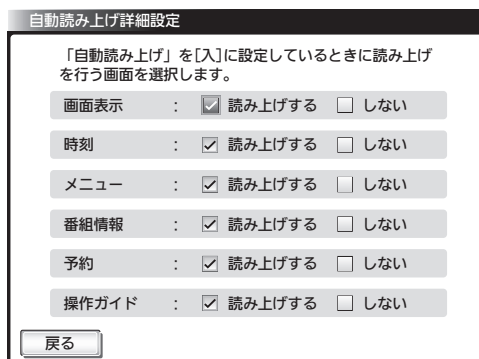 自動読み上げ詳細設定
「自動読み上げ」を[入]に設定しているときに読み上げ
を行う画面を選択します。
画面表示 : 読み上げする しない
時刻 : 読み上げする しない
メニュー : 読み上げする しない
番組情報 : 読み上げする しない
予約 : 読み上げする しない
操作ガイド : 読み上げする しない
戻る